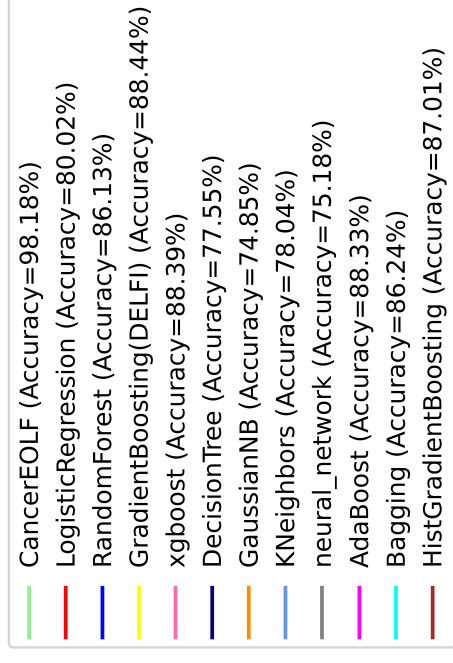 CancerEOLF (Accuracy=98.18%)
LogisticRegression (Accuracy=80.02%)
RandomForest (Accuracy=86.13%)
GradientBoosting(DELFI) (Accuracy=88.44%)
xgboost (Accuracy=88.39%)
DecisionTree (Accuracy=77.55%)
GaussianNB (Accuracy=74.85%)
KNeighbors (Accuracy=78.04%)
neural_network (Accuracy=75.18%)
AdaBoost (Accuracy=88.33%)
Bagging (Accuracy=86.24%)
HistGradientBoosting (Accuracy=87.01%)